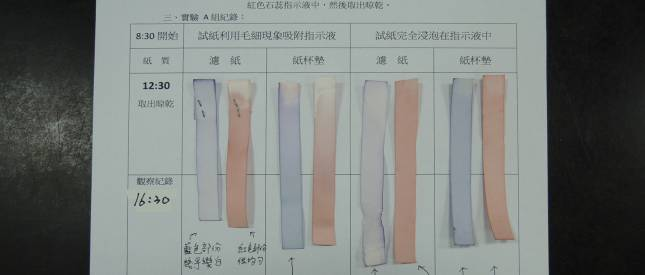 紅色石蕊指示液中，然後取出晾乾。
三、實驗 A組紀錄：
8:30 開始 試紙利用毛細現象吸附指示液 試紙完全浸泡在指示液中
紙 質 濾 紙 紙杯墊 濾 紙 紙杯墊
12:30
取出晾乾
觀察紀錄
16:30
藍色部份 紅色部份